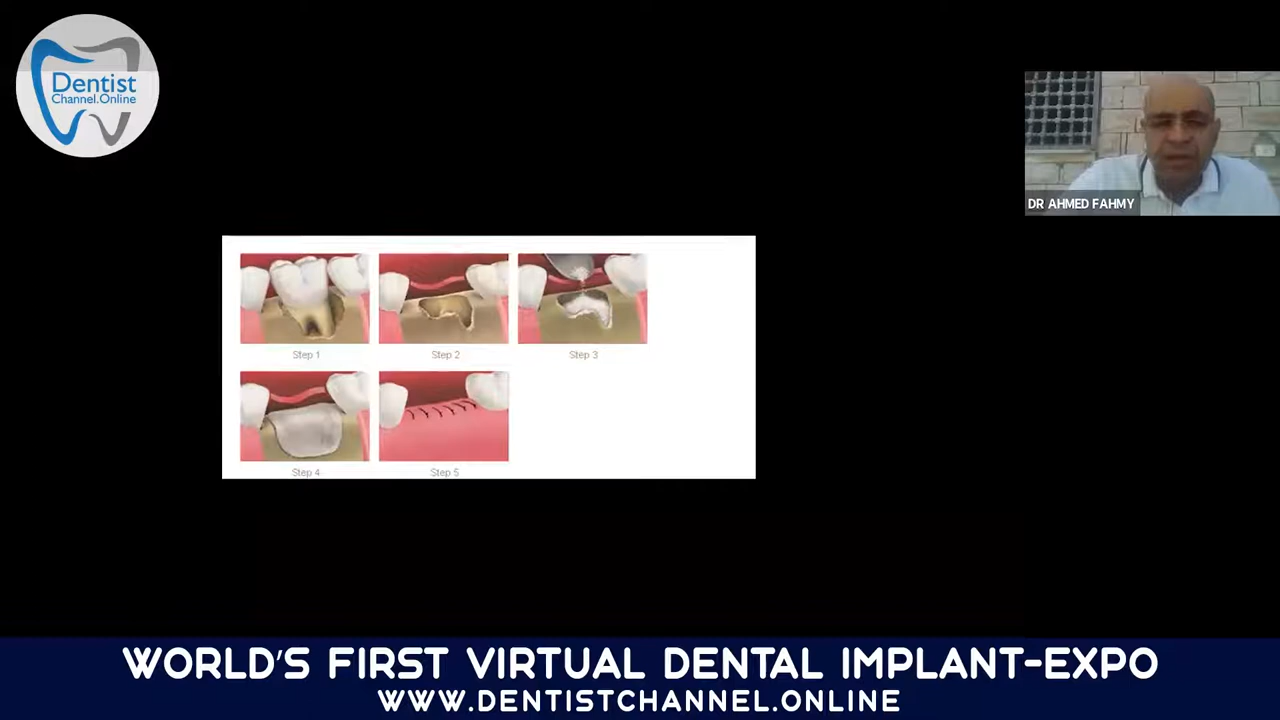 Dentist
Channel.Online
DR AHMED FAHMY
Step 1
Step 2
Step 3
Step 4
Step 5
WORLD'S FIRST VIRTUAL DENTAL IMPLANT-EXPO
WWW.DENTISTCHANNEL.ONLINE